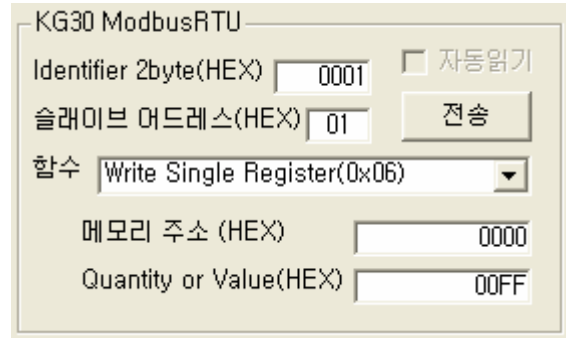 KG30 ModbusRTU
Identifier 2byte(HEX) 0001 자동읽기
슬래이브 어드레스(HEX) 01 전송
함수 Write Single Register(0x06)
메모리 주소 (HEX) 0000
Quantity or Value(HEX) 00FF